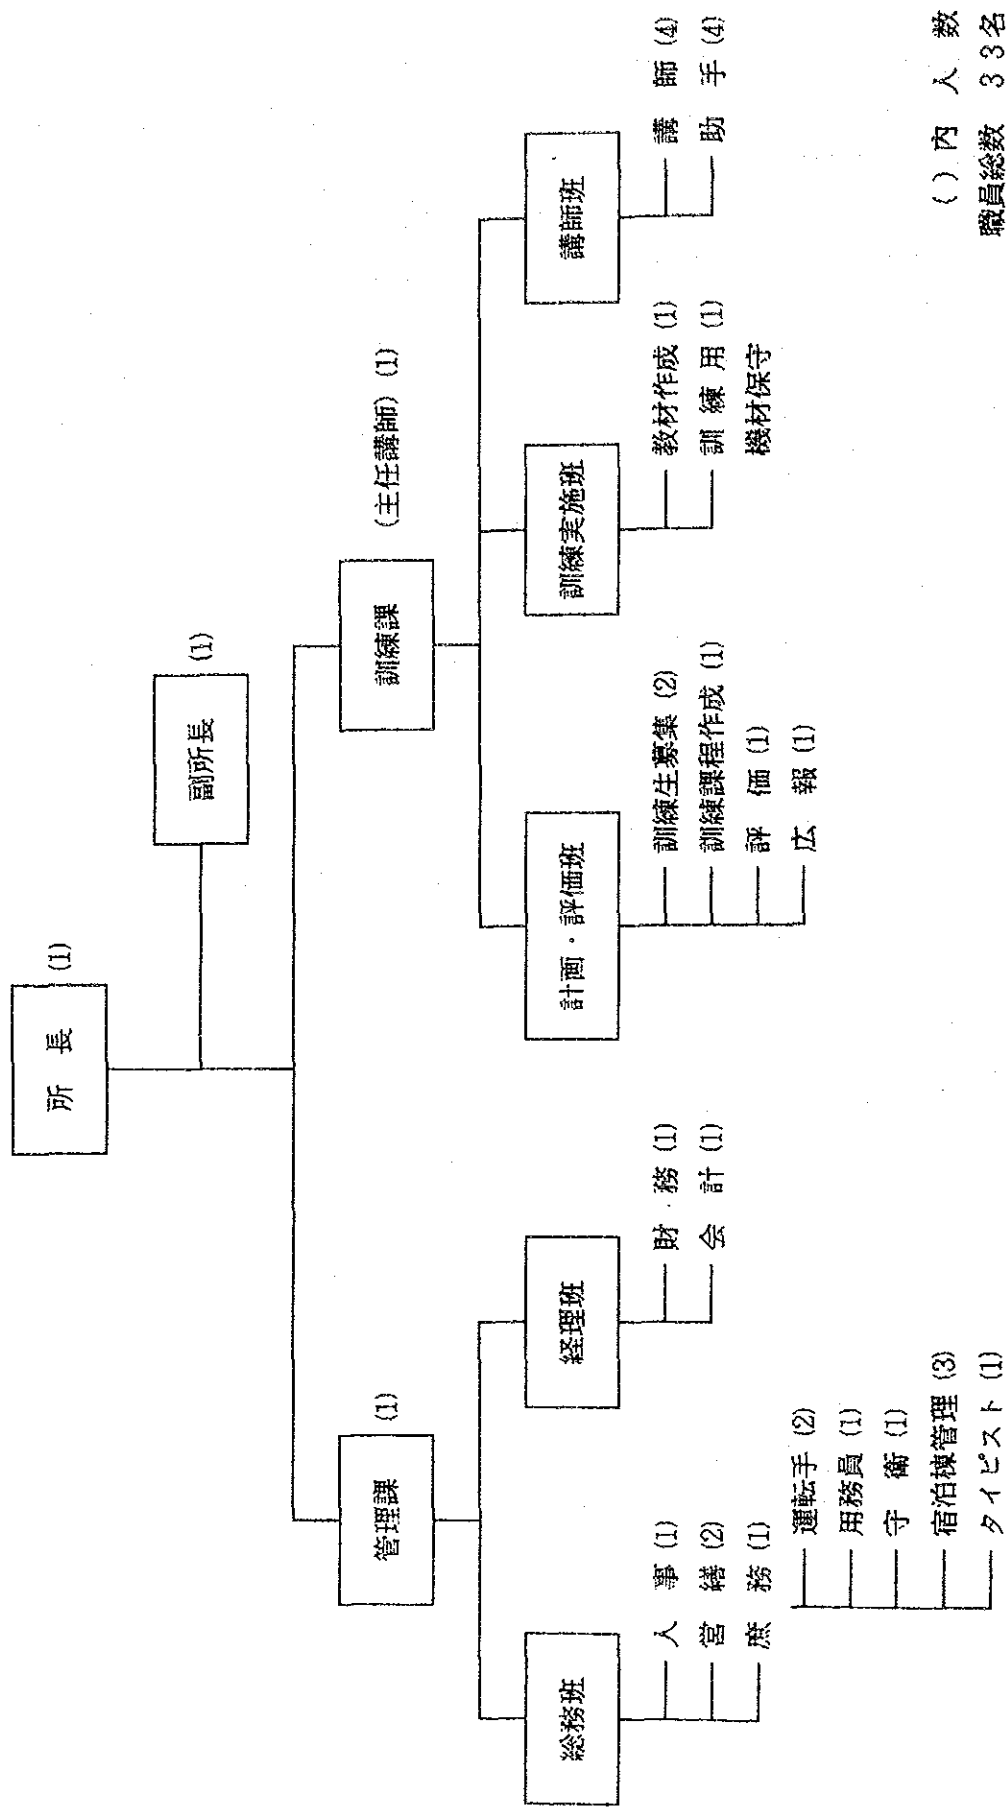 所 長 (1)
副所長 (1)
管理課 (1)
訓練課 (主任講師) (1)
総務班
経理班
計画・評価班
訓練実施班
講師班
人 事 (1)
営 繕 (2)
庶 務 (1)
運転手 (2)
用務員 (1)
守 衛 (1)
宿泊棟管理 (3)
タイピスト (1)
財 務 (1)
会 計 (1)
訓練生募集 (2)
訓練課程作成 (1)
評 価 (1)
広 報 (1)
教材作成 (1)
訓 練 用 (1)
機材保守
講 師 (4)
助 手 (4)
( ) 内 人 数
職員総数 33名